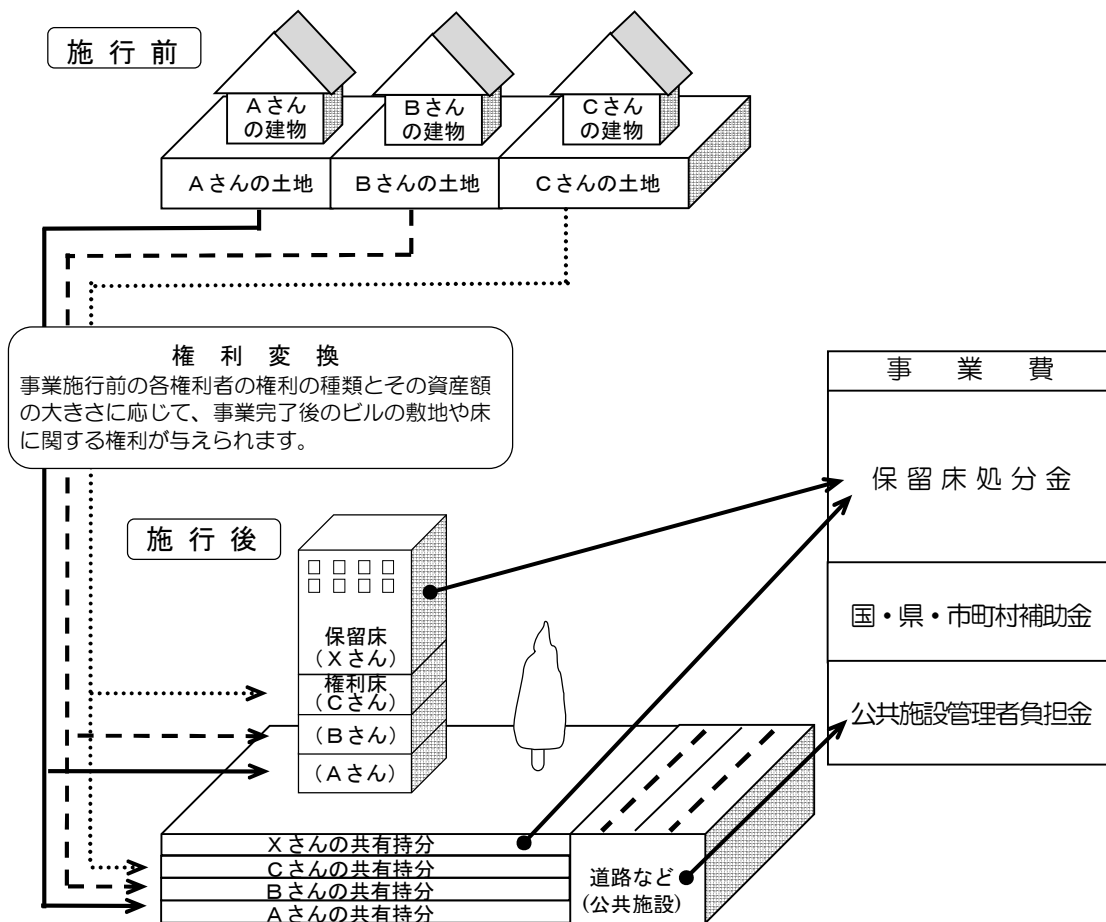 施行前
Aさん
の建物
Bさん
の建物
Cさん
の建物
Aさんの土地
Bさんの土地
Cさんの土地
権利変換
事業施行前の各権利者の権利の種類とその資産額
の大きさに応じて、事業完了後のビルの敷地や床
に関する権利が与えられます。
事業費
保留床処分金
国・県・市町村補助金
公共施設管理者負担金
施行後
保留床
(Xさん)
権利床
(Cさん)
(Bさん)
(Aさん)
Xさんの共有持分
Cさんの共有持分
Bさんの共有持分
Aさんの共有持分
道路など
(公共施設)